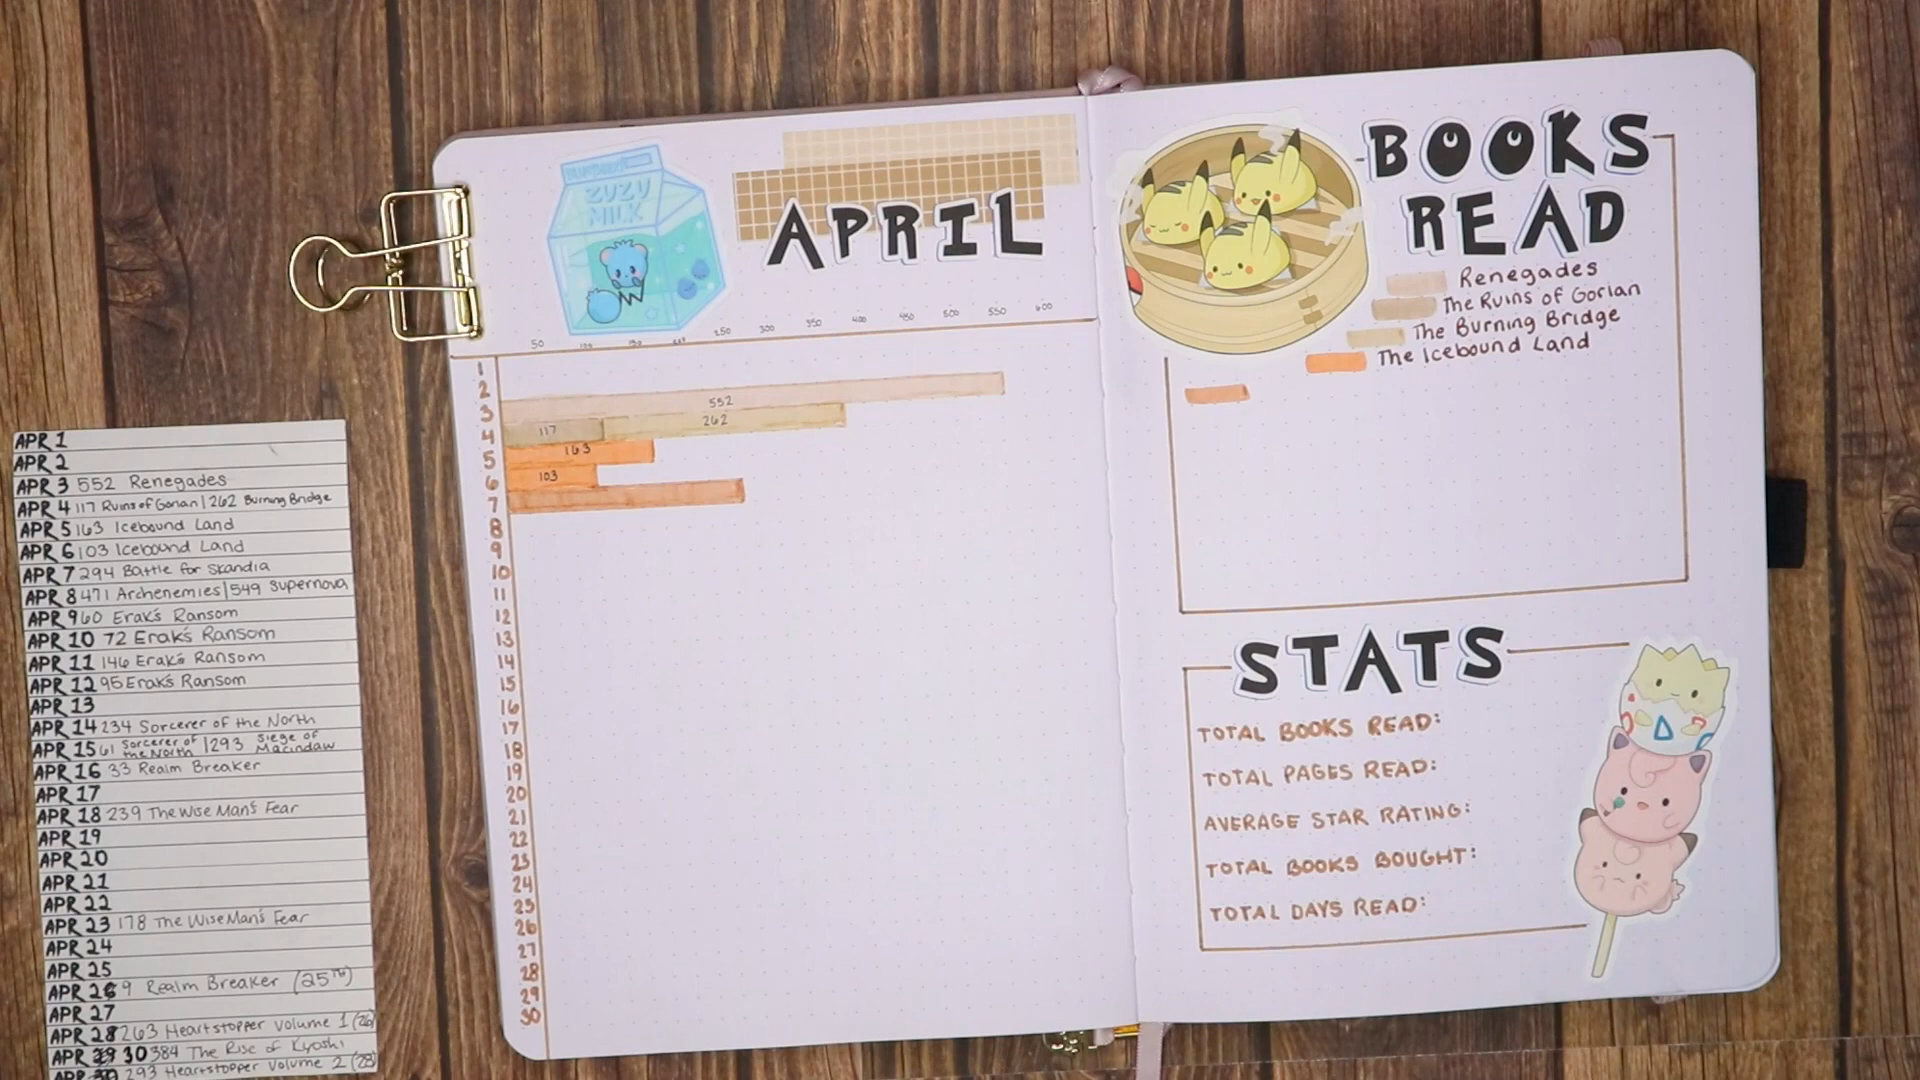 APR 1
APR 2
APR 3 552 Renegades
APR 4 117 Ruins of Gorlan | 262 Burning Bridge
APR 5 163 Icebound Land
APR 6 103 Icebound Land
APR 7 294 Battle for Skandia
APR 8 471 Archenemies | 549 Supernova
APR 9 60 Erak's Ransom
APR 10 72 Erak's Ransom
APR 11 146 Erak's Ransom
APR 12 95 Erak's Ransom
APR 13
APR 14 234 Sorcerer of the North
APR 15 61 Sorcerer of the North | 293 Siege of Macindaw
APR 16 33 Realm Breaker
APR 17
APR 18 239 The Wise Man's Fear
APR 19
APR 20
APR 21
APR 22
APR 23 178 The Wise Man's Fear
APR 24
APR 25
APR 26 9 Realm Breaker (25TH)
APR 27
APR 28 263 Heartstopper Volume 1 (26)
APR 30 384 The Rise of Kyoshi
293 Heartstopper Volume 2 (28)
ZUZU
MILK
APRIL
50 100 150 250 300 350 400 450 500 550 600
1
2
3 552
4 117 262
5 163
6 103
7
8
9
10
11
12
13
14
15
16
17
18
19
20
21
22
23
24
25
26
27
28
29
30
BOOKS
READ
Renegades
The Ruins of Gorlan
The Burning Bridge
The Icebound Land
STATS
TOTAL BOOKS READ:
TOTAL PAGES READ:
AVERAGE STAR RATING:
TOTAL BOOKS BOUGHT:
TOTAL DAYS READ: